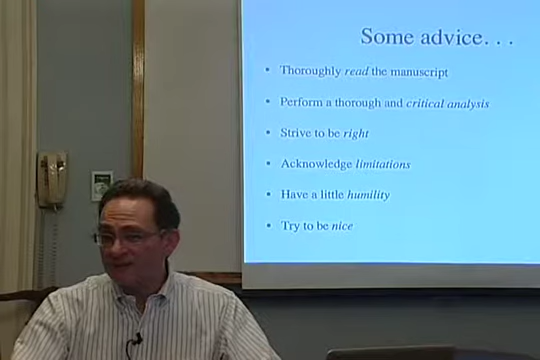 Some advice. . .
• Thoroughly read the manuscript
• Perform a thorough and critical analysis
• Strive to be right
• Acknowledge limitations
• Have a little humility
• Try to be nice